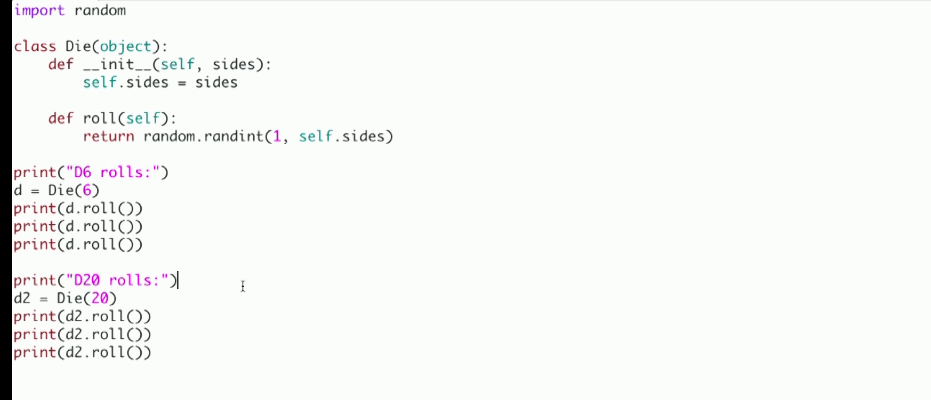 import random
class Die(object):
def __init__(self, sides):
self.sides = sides
def roll(self):
return random.randint(1, self.sides)
print("D6 rolls:")
d = Die(6)
print(d.roll())
print(d.roll())
print(d.roll())
print("D20 rolls:")
d2 = Die(20)
print(d2.roll())
print(d2.roll())
print(d2.roll())